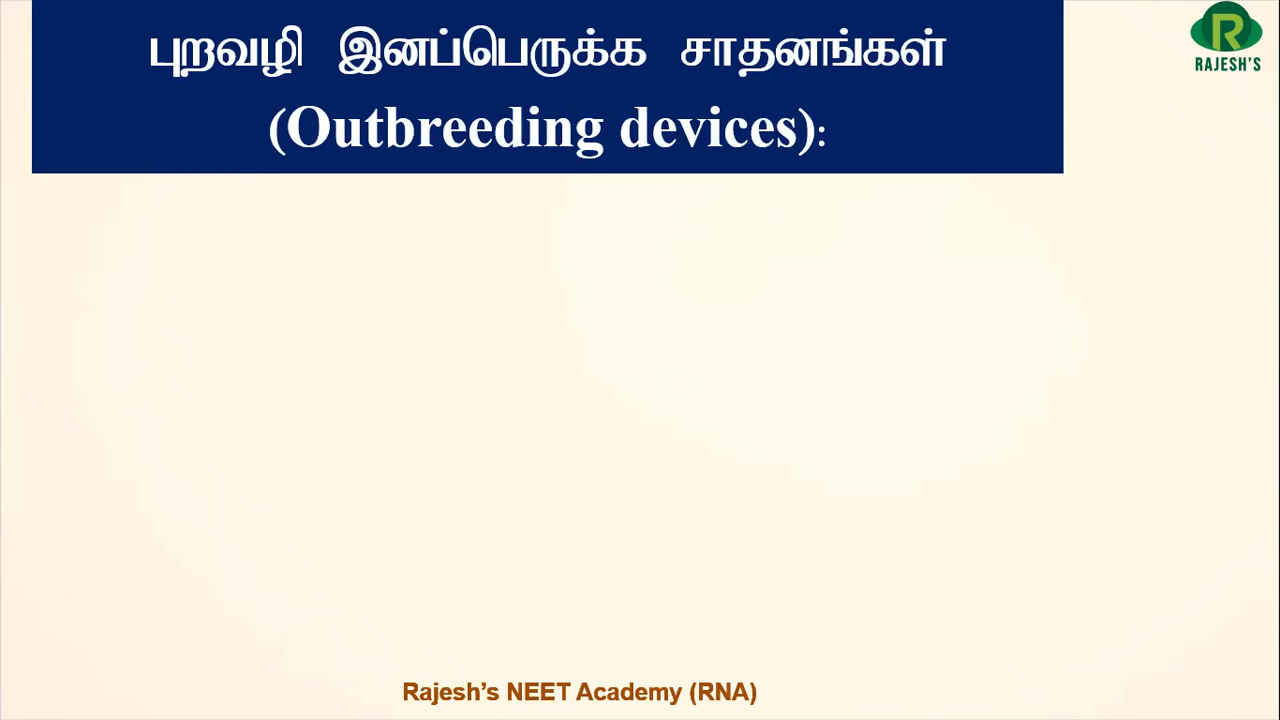 புறவழி இனப்பெருக்க சாதனங்கள்
(Outbreeding devices):
R
RAJESH'S
Rajesh’s NEET Academy (RNA)